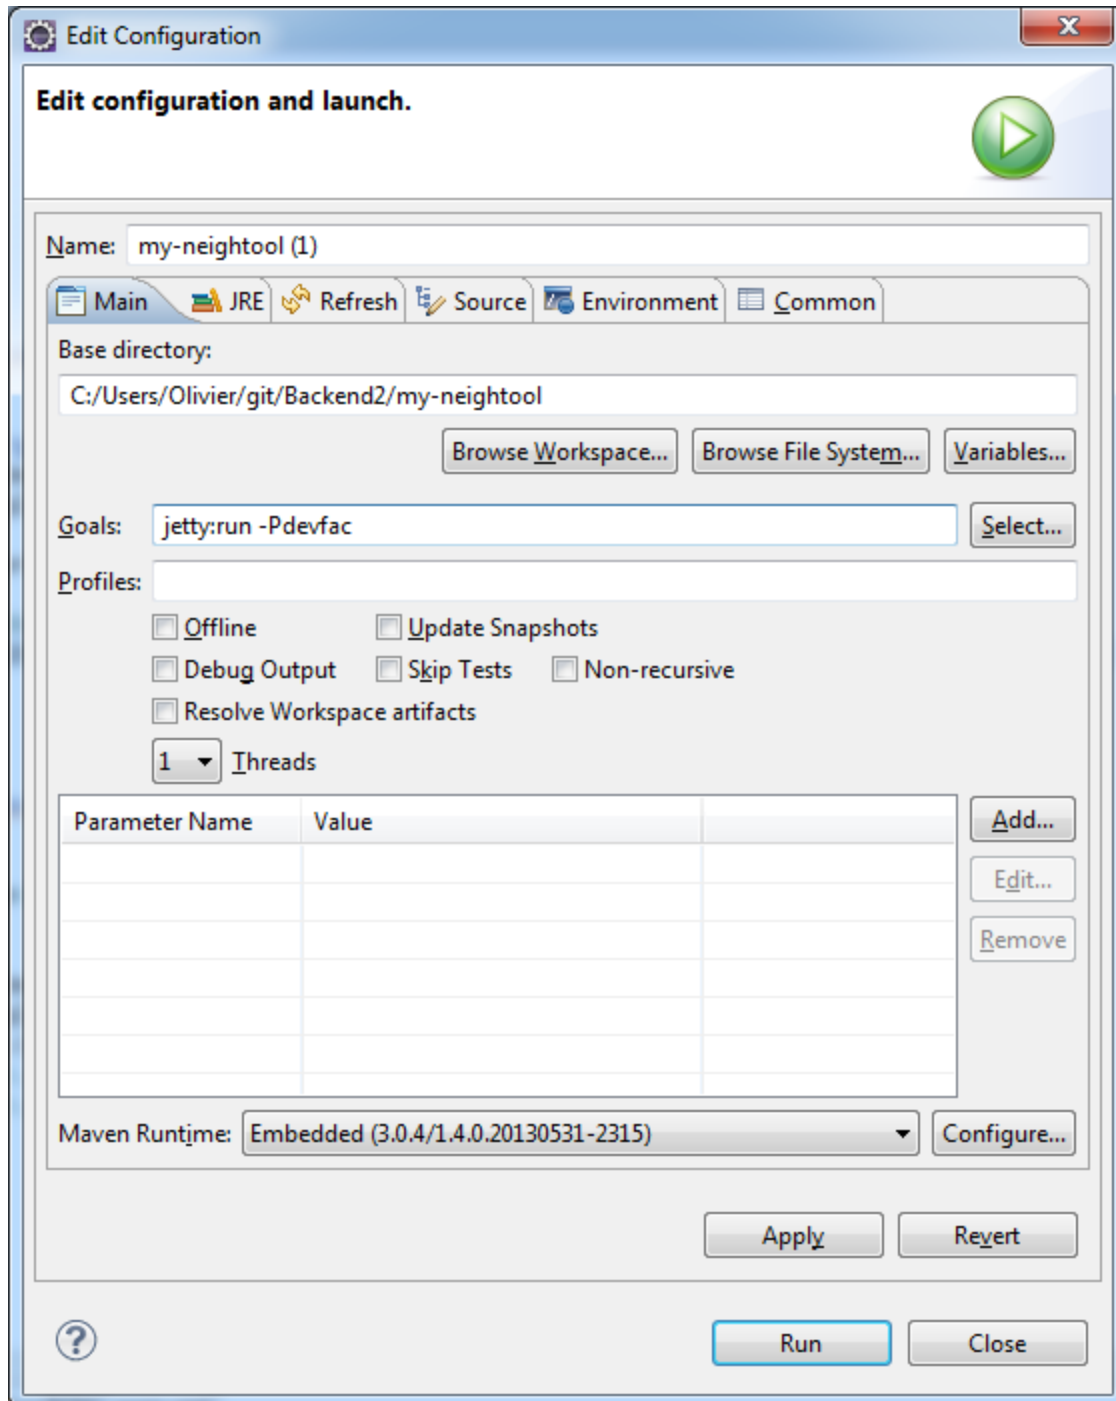 Edit Configuration
Edit configuration and launch.
Name: my-neightool (1)
Main JRE Refresh Source Environment Common
Base directory:
C:/Users/Olivier/git/Backend2/my-neightool
Browse Workspace... Browse File System... Variables...
Goals: jetty:run -Pdevfac Select...
Profiles:
Offline Update Snapshots
Debug Output Skip Tests Non-recursive
Resolve Workspace artifacts
1 Threads
Parameter Name Value Add...
Edit...
Remove
Maven Runtime: Embedded (3.0.4/1.4.0.20130531-2315) Configure...
Apply Revert
? Run Close